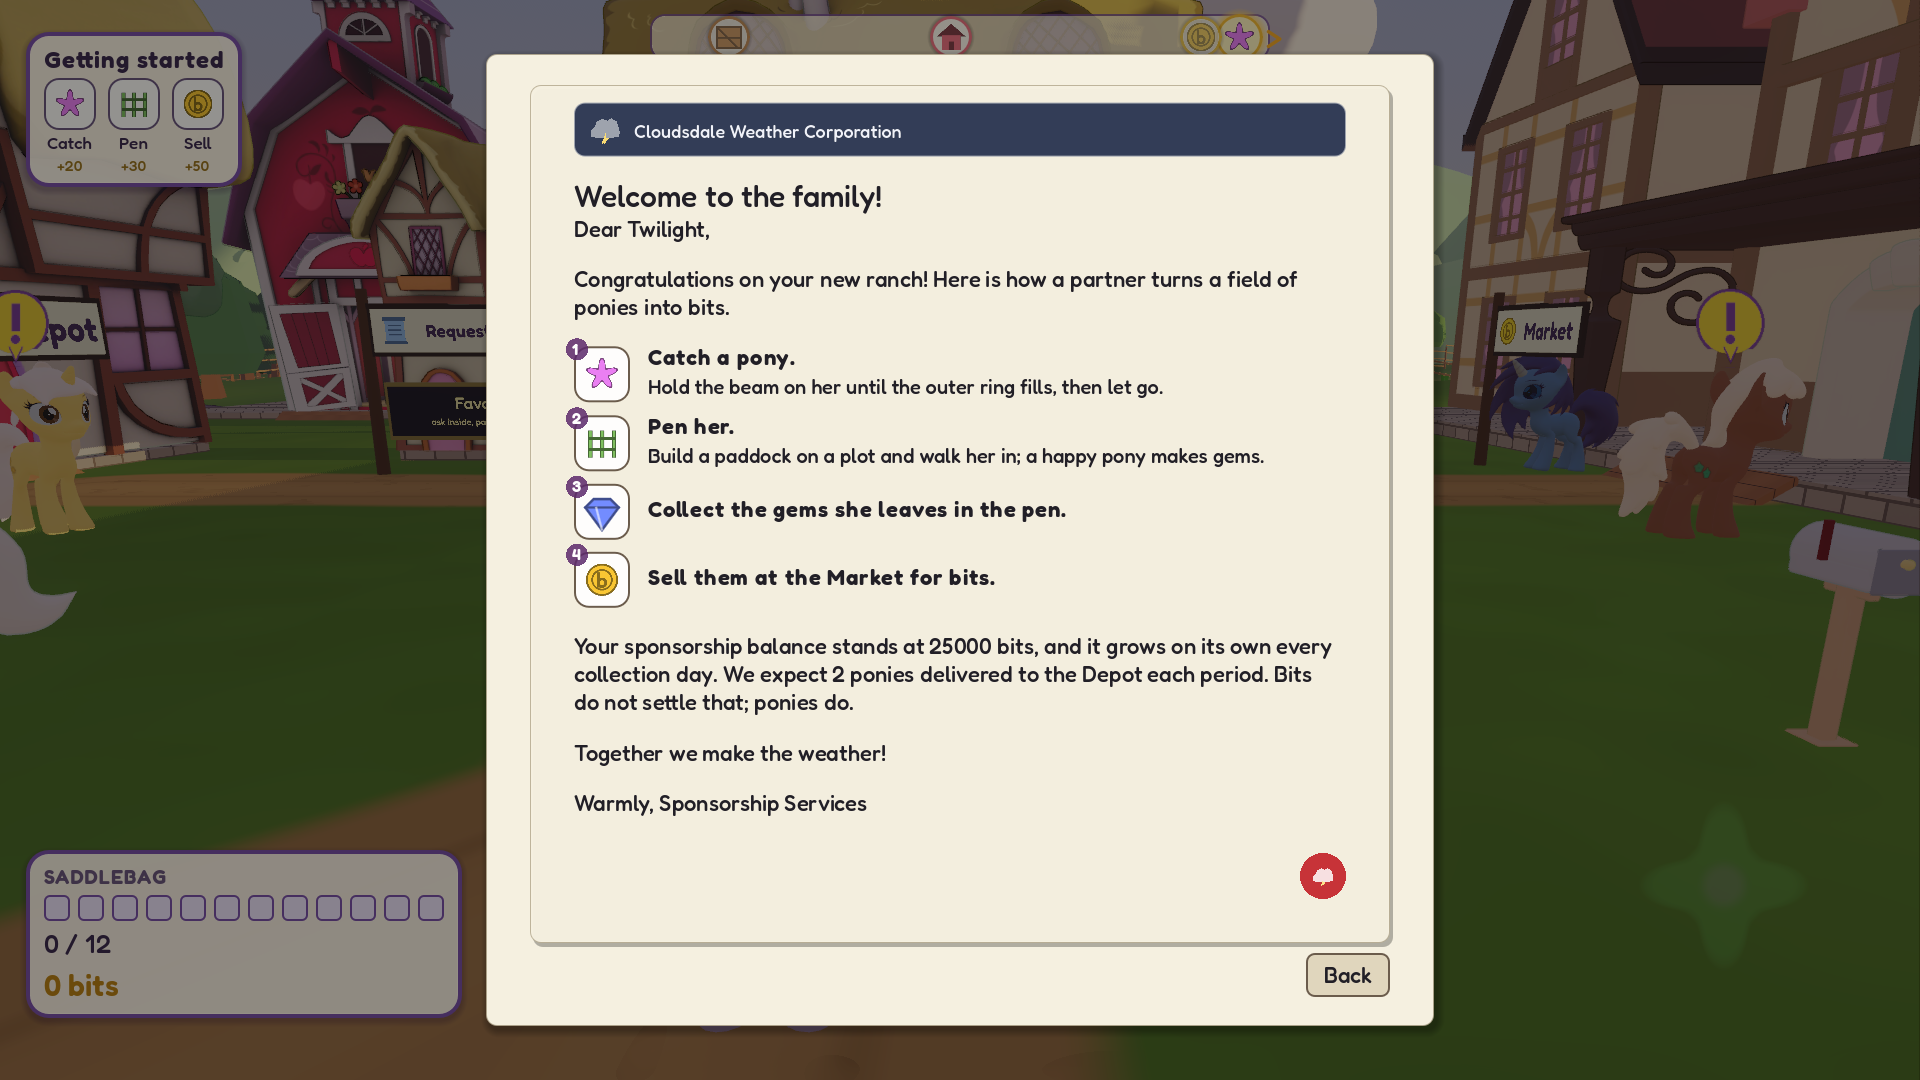 Getting started
Catch
Pen
Sell
+20
+30
+50
Cloudsdale Weather Corporation
Welcome to the family!
Dear Twilight,
Congratulations on your new ranch! Here is how a partner turns a field of
ponies into bits.
1
Catch a pony.
Hold the beam on her until the outer ring fills, then let go.
2
Pen her.
Build a paddock on a plot and walk her in; a happy pony makes gems.
3
Collect the gems she leaves in the pen.
4
Sell them at the Market for bits.
Your sponsorship balance stands at 25000 bits, and it grows on its own every
collection day. We expect 2 ponies delivered to the Depot each period. Bits
do not settle that; ponies do.
Together we make the weather!
Warmly, Sponsorship Services
Back
pot
Request
Favo
ask inside, pa
Market
SADDLEBAG
0 / 12
0 bits